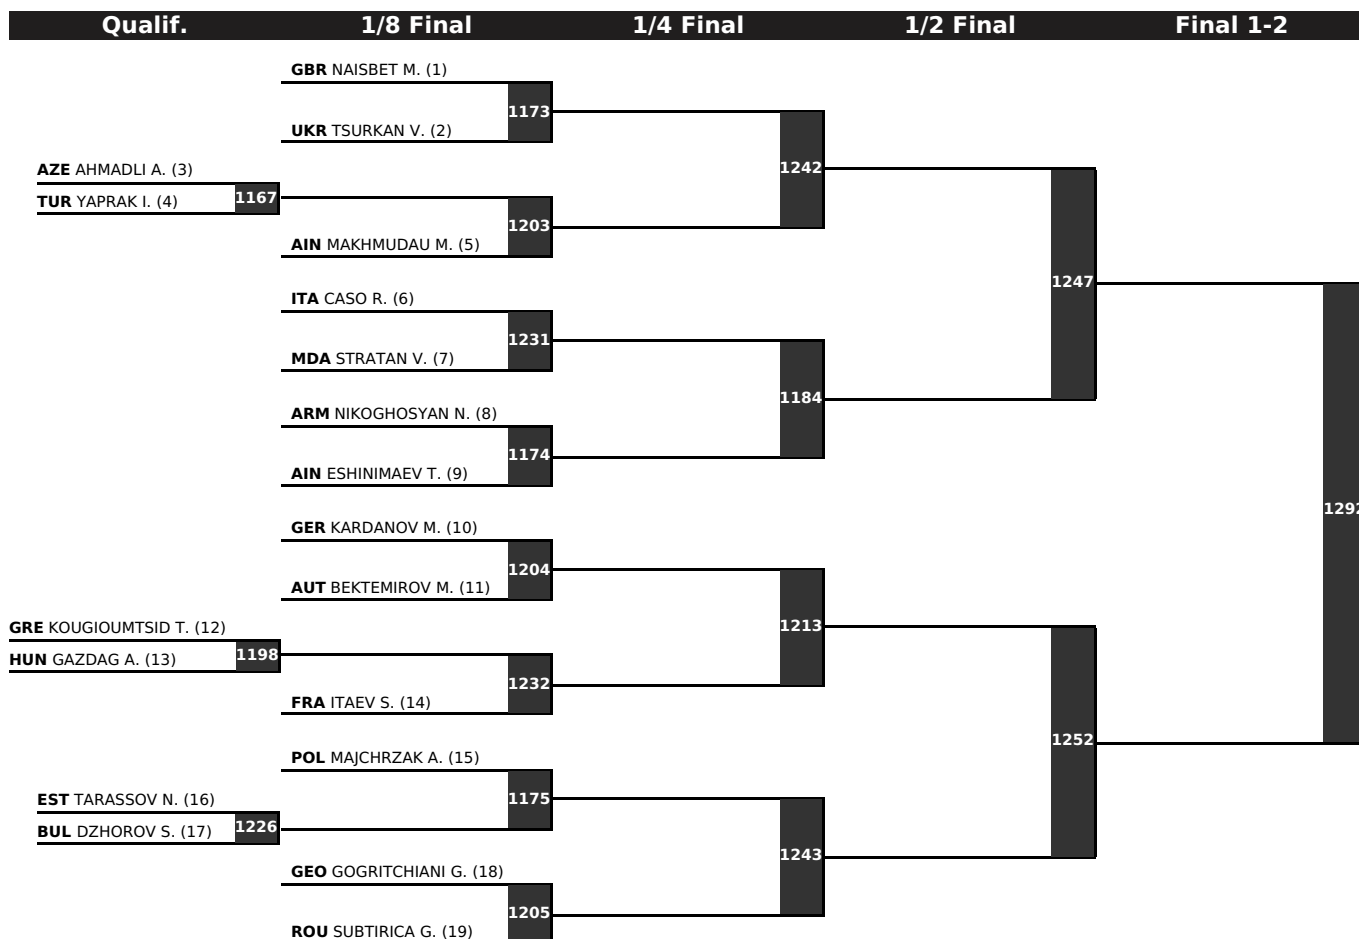 Qualif. 1/8 Final 1/4 Final 1/2 Final Final 1-2
GBR NAISBET M. (1)
1173
UKR TSURKAN V. (2)
AZE AHMADLI A. (3)
1242
TUR YAPRAK I. (4) 1167
1203
AIN MAKHMUDAU M. (5)
1247
ITA CASO R. (6)
1231
MDA STRATAN V. (7)
1184
ARM NIKOGHOSYAN N. (8)
1174
AIN ESHINIMAEV T. (9)
1292
GER KARDANOV M. (10)
1204
AUT BEKTEMIROV M. (11)
GRE KOUGIOUMTSID T. (12)
1213
HUN GAZDAG A. (13) 1198
1232
FRA ITAEV S. (14)
1252
POL MAJCHRZAK A. (15)
EST TARASSOV N. (16)
1175
BUL DZHOROV S. (17) 1226
1243
GEO GOGRITCHIANI G. (18)
1205
ROU SUBTIRICA G. (19)